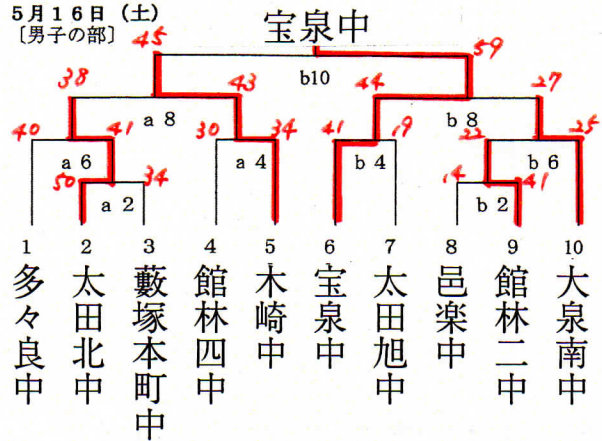 5月16日（土）
〔男子の部〕
宝泉中
45 59
b10
38 43 44 27
a 8 b 8
40 41 30 34 41 19 22 25
a 6 a 4 b 4 b 6
50 34 14 41
a 2 b 2
1 2 3 4 5 6 7 8 9 10
多々良中
太田北中
藪塚本町中
館林四中
木崎中
宝泉中
太田旭中
邑楽中
館林二中
大泉南中